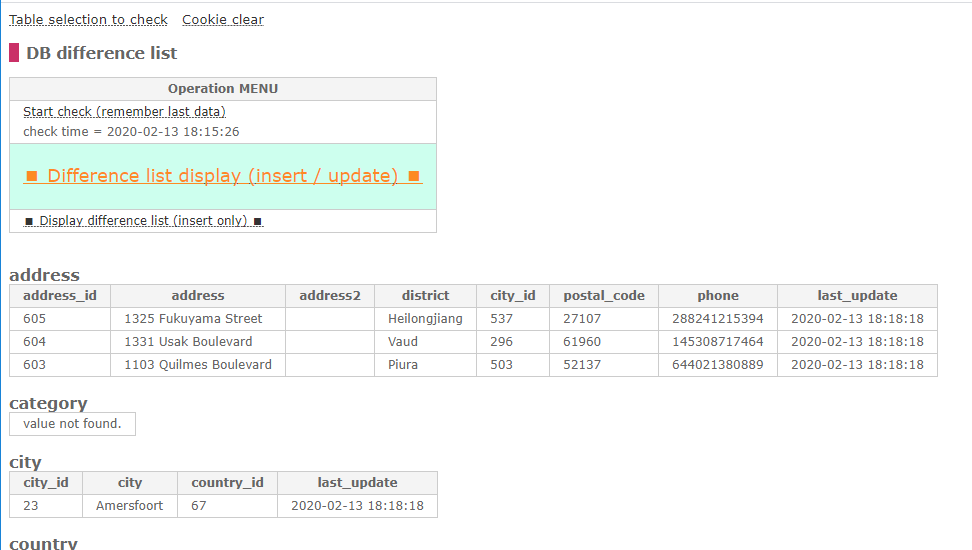 Table selection to check Cookie clear
DB difference list
Operation MENU
Start check (remember last data)
check time = 2020-02-13 18:15:26
■ Difference list display (insert / update) ■
■ Display difference list (insert only) ■
address
address_id address address2 district city_id postal_code phone last_update
605 1325 Fukuyama Street Heilongjiang 537 27107 288241215394 2020-02-13 18:18:18
604 1331 Usak Boulevard Vaud 296 61960 145308717464 2020-02-13 18:18:18
603 1103 Quilmes Boulevard Piura 503 52137 644021380889 2020-02-13 18:18:18
category
value not found.
city
city_id city country_id last_update
23 Amersfoort 67 2020-02-13 18:18:18
country